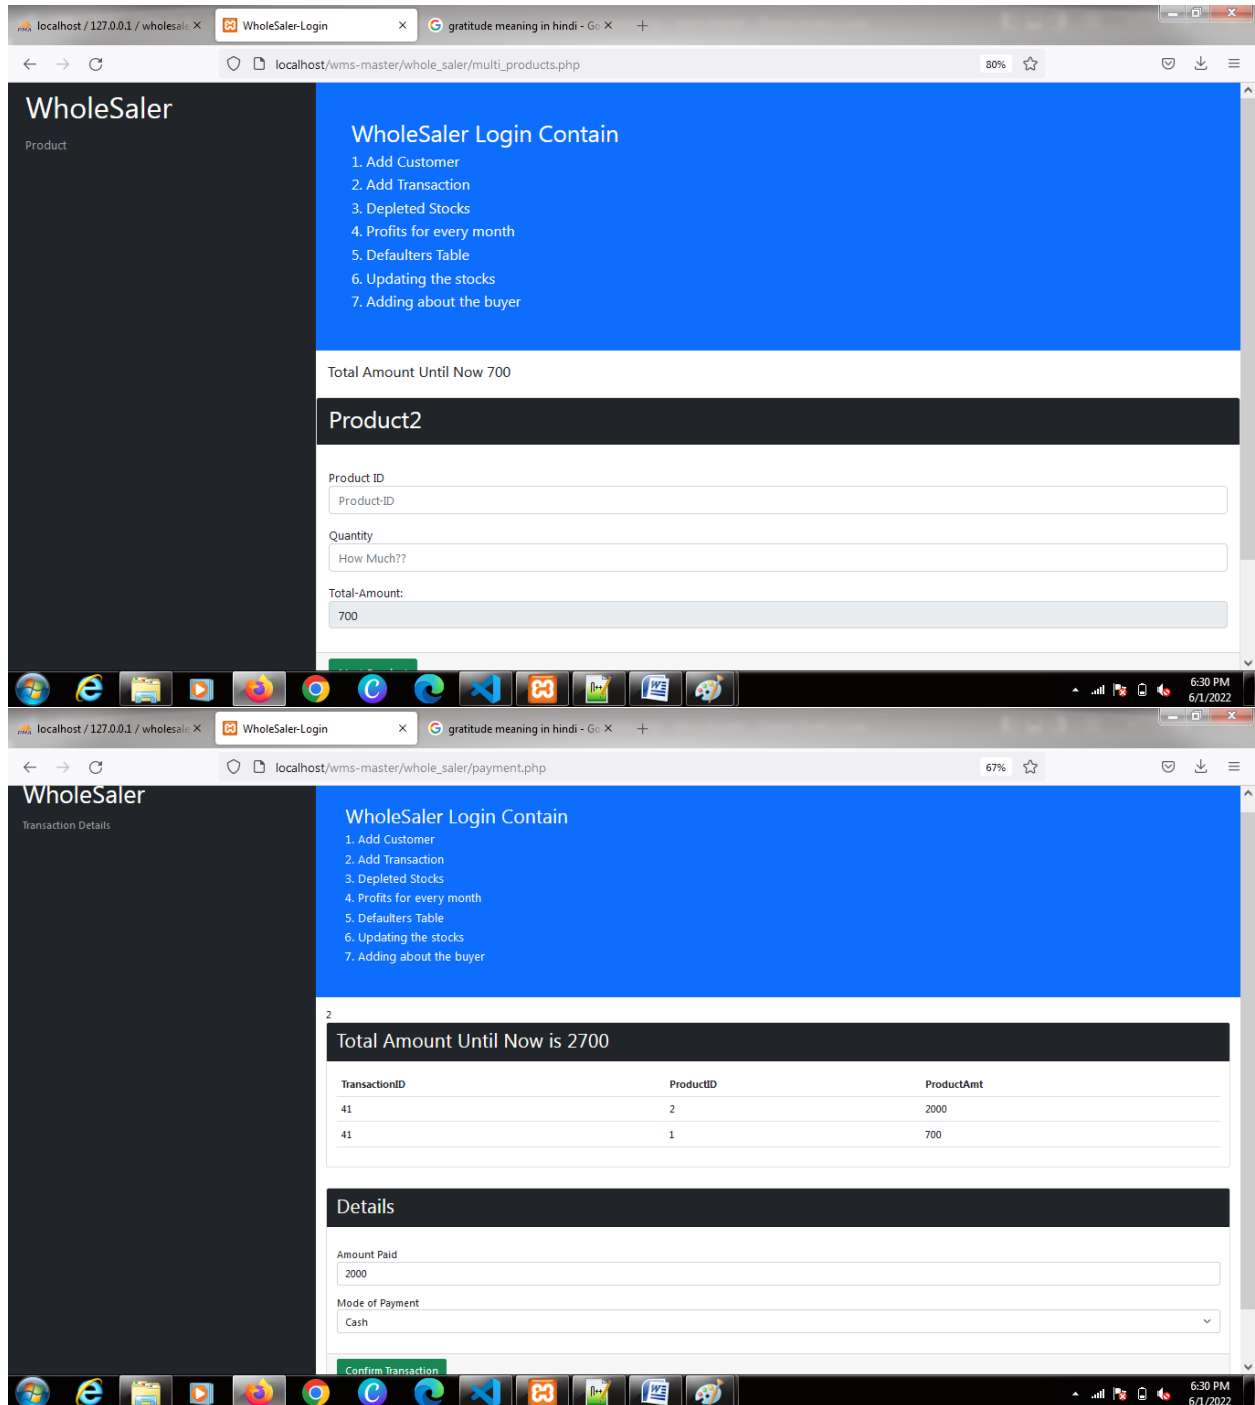 localhost / 127.0.0.1 / wholesale
WholeSaler-Login
gratitude meaning in hindi - Go
localhost/wms-master/whole_saler/multi_products.php
80%
WholeSaler
Product
WholeSaler Login Contain
1. Add Customer
2. Add Transaction
3. Depleted Stocks
4. Profits for every month
5. Defaulters Table
6. Updating the stocks
7. Adding about the buyer
Total Amount Until Now 700
Product2
Product ID
Product-ID
Quantity
How Much??
Total-Amount:
700
6:30 PM
6/1/2022
localhost / 127.0.0.1 / wholesale
WholeSaler-Login
gratitude meaning in hindi - Go
localhost/wms-master/whole_saler/payment.php
67%
WholeSaler
Transaction Details
WholeSaler Login Contain
1. Add Customer
2. Add Transaction
3. Depleted Stocks
4. Profits for every month
5. Defaulters Table
6. Updating the stocks
7. Adding about the buyer
2
Total Amount Until Now is 2700
TransactionID ProductID ProductAmt
41 2 2000
41 1 700
Details
Amount Paid
2000
Mode of Payment
Cash
Confirm Transaction
6:30 PM
6/1/2022